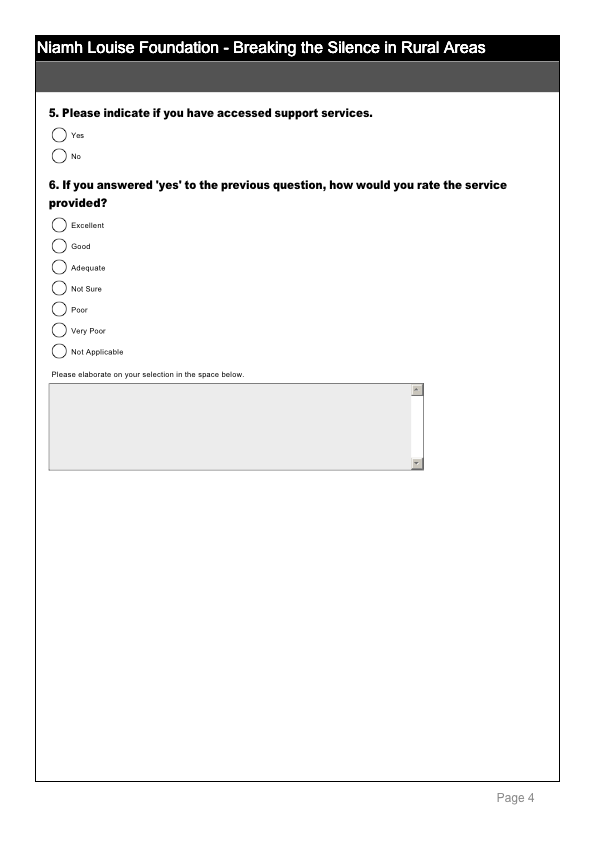 Niamh Louise Foundation - Breaking the Silence in Rural Areas
5. Please indicate if you have accessed support services.
Yes
No
6. If you answered 'yes' to the previous question, how would you rate the service
provided?
Excellent
Good
Adequate
Not Sure
Poor
Very Poor
Not Applicable
Please elaborate on your selection in the space below.
Page 4